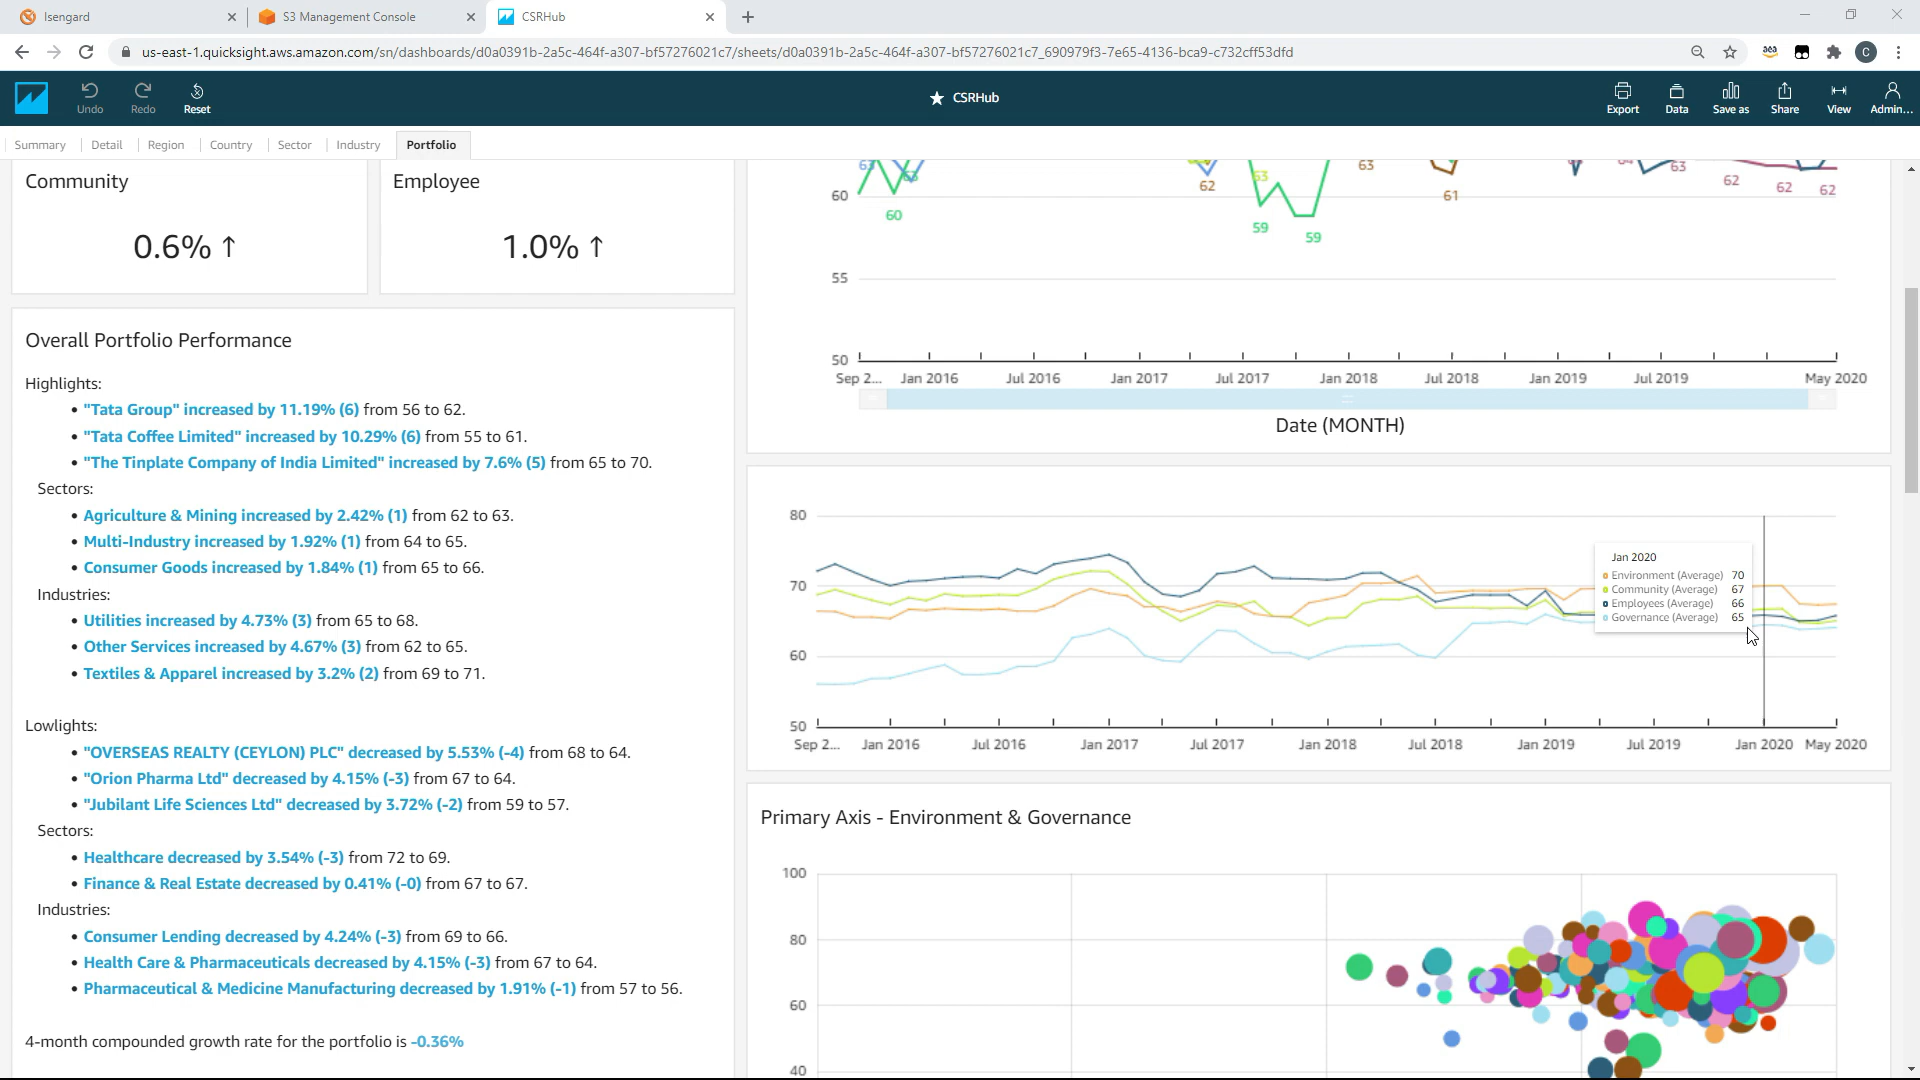 Isengard
S3 Management Console
CSRHub
us-east-1.quicksight.aws.amazon.com/sn/dashboards/d0a0391b-2a5c-464f-a307-bf57276021c7/sheets/d0a0391b-2a5c-464f-a307-bf57276021c7_690979f3-7e65-4136-bca9-c732cff53dfd
C
Undo
Redo
Reset
★ CSRHub
Export
Data
Save as
Share
View
Admin...
Summary
Detail
Region
Country
Sector
Industry
Portfolio
Community
0.6% ↑
Employee
1.0% ↑
Overall Portfolio Performance
Highlights:
• "Tata Group" increased by 11.19% (6) from 56 to 62.
• "Tata Coffee Limited" increased by 10.29% (6) from 55 to 61.
• "The Tinplate Company of India Limited" increased by 7.6% (5) from 65 to 70.
Sectors:
• Agriculture & Mining increased by 2.42% (1) from 62 to 63.
• Multi-Industry increased by 1.92% (1) from 64 to 65.
• Consumer Goods increased by 1.84% (1) from 65 to 66.
Industries:
• Utilities increased by 4.73% (3) from 65 to 68.
• Other Services increased by 4.67% (3) from 62 to 65.
• Textiles & Apparel increased by 3.2% (2) from 69 to 71.
Lowlights:
• "OVERSEAS REALTY (CEYLON) PLC" decreased by 5.53% (-4) from 68 to 64.
• "Orion Pharma Ltd" decreased by 4.15% (-3) from 67 to 64.
• "Jubilant Life Sciences Ltd" decreased by 3.72% (-2) from 59 to 57.
Sectors:
• Healthcare decreased by 3.54% (-3) from 72 to 69.
• Finance & Real Estate decreased by 0.41% (-0) from 67 to 67.
Industries:
• Consumer Lending decreased by 4.24% (-3) from 69 to 66.
• Health Care & Pharmaceuticals decreased by 4.15% (-3) from 67 to 64.
• Pharmaceutical & Medicine Manufacturing decreased by 1.91% (-1) from 57 to 56.
4-month compounded growth rate for the portfolio is -0.36%
63
62
63
63
63
62
62
62
60
60
61
59
59
55
50
Sep 2... Jan 2016 Jul 2016 Jan 2017 Jul 2017 Jan 2018 Jul 2018 Jan 2019 Jul 2019 May 2020
Date (MONTH)
80
70
60
50
Jan 2020
Environment (Average) 70
Community (Average) 67
Employees (Average) 66
Governance (Average) 65
Sep 2... Jan 2016 Jul 2016 Jan 2017 Jul 2017 Jan 2018 Jul 2018 Jan 2019 Jul 2019 Jan 2020 May 2020
Primary Axis - Environment & Governance
100
80
60
40